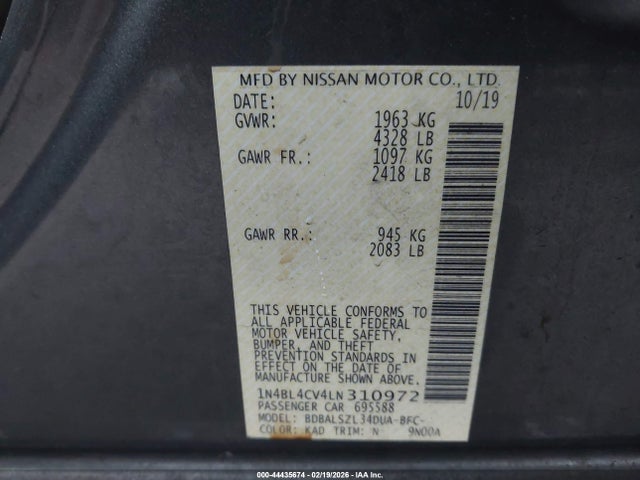 MFD BY NISSAN MOTOR CO., LTD.
DATE: 10/19
GVWR: 1963 KG
4328 LB
GAWR FR.: 1097 KG
2418 LB
GAWR RR.: 945 KG
2083 LB
THIS VEHICLE CONFORMS TO
ALL APPLICABLE FEDERAL
MOTOR VEHICLE SAFETY,
BUMPER, AND THEFT
PREVENTION STANDARDS IN
EFFECT ON THE DATE OF
MANUFACTURE SHOWN ABOVE.
1N4BL4CV4LN310972
PASSENGER CAR 695588
MODEL: BDBALSZL34DUA-BFC-
COLOR: KAD TRIM: N 9N00A
000-44435674 | 02/19/2026 - IAA Inc.